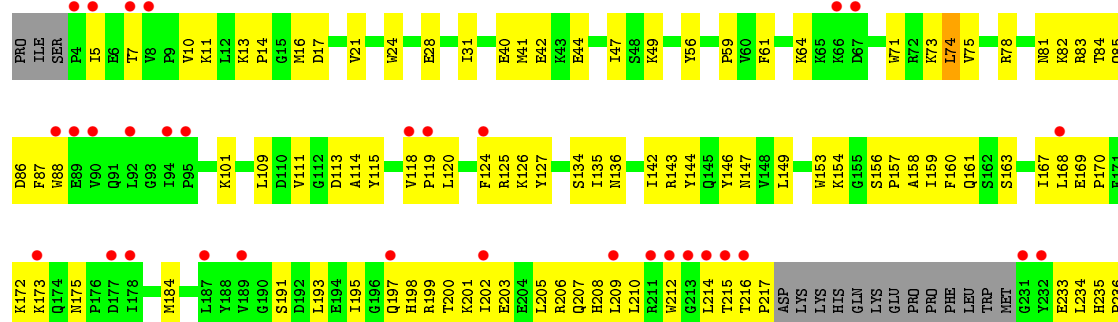 PRO ILE SER P4 I5 E6 T7 V8 P9 V10 K11 L12 K13 P14 G15 M16 D17 V21 W24 E28 I31 E40 M41 E42 K43 E44 I47 S48 K49 Y56 P59 V60 F61 K64 K65 K66 D67 W71 R72 K73 L74 V75 R78 N81 K82 R83 T84 Q85
D86 F87 W88 E89 V90 Q91 L92 G93 I94 P95 K101 L109 D110 V111 G112 D113 A114 Y115 V118 P119 L120 F124 R125 K126 Y127 S134 I135 N136 I142 R143 Y144 Q145 Y146 N147 V148 L149 W153 K154 G155 S156 P157 A158 I159 F160 Q161 S162 S163 I167 L168 E169 P170
K172 K173 Q174 N175 P176 D177 I178 M184 L187 Y188 V189 G190 S191 D192 L193 E194 I195 G196 Q197 H198 R199 T200 K201 I202 E203 E204 L205 R206 Q207 H208 L209 L210 R211 W212 G213 L214 T215 T216 P217 ASP LYS LYS HIS GLN LYS GLU PRO PRO PHE LEU TRP MET G231 Y232 E233 L234 H235